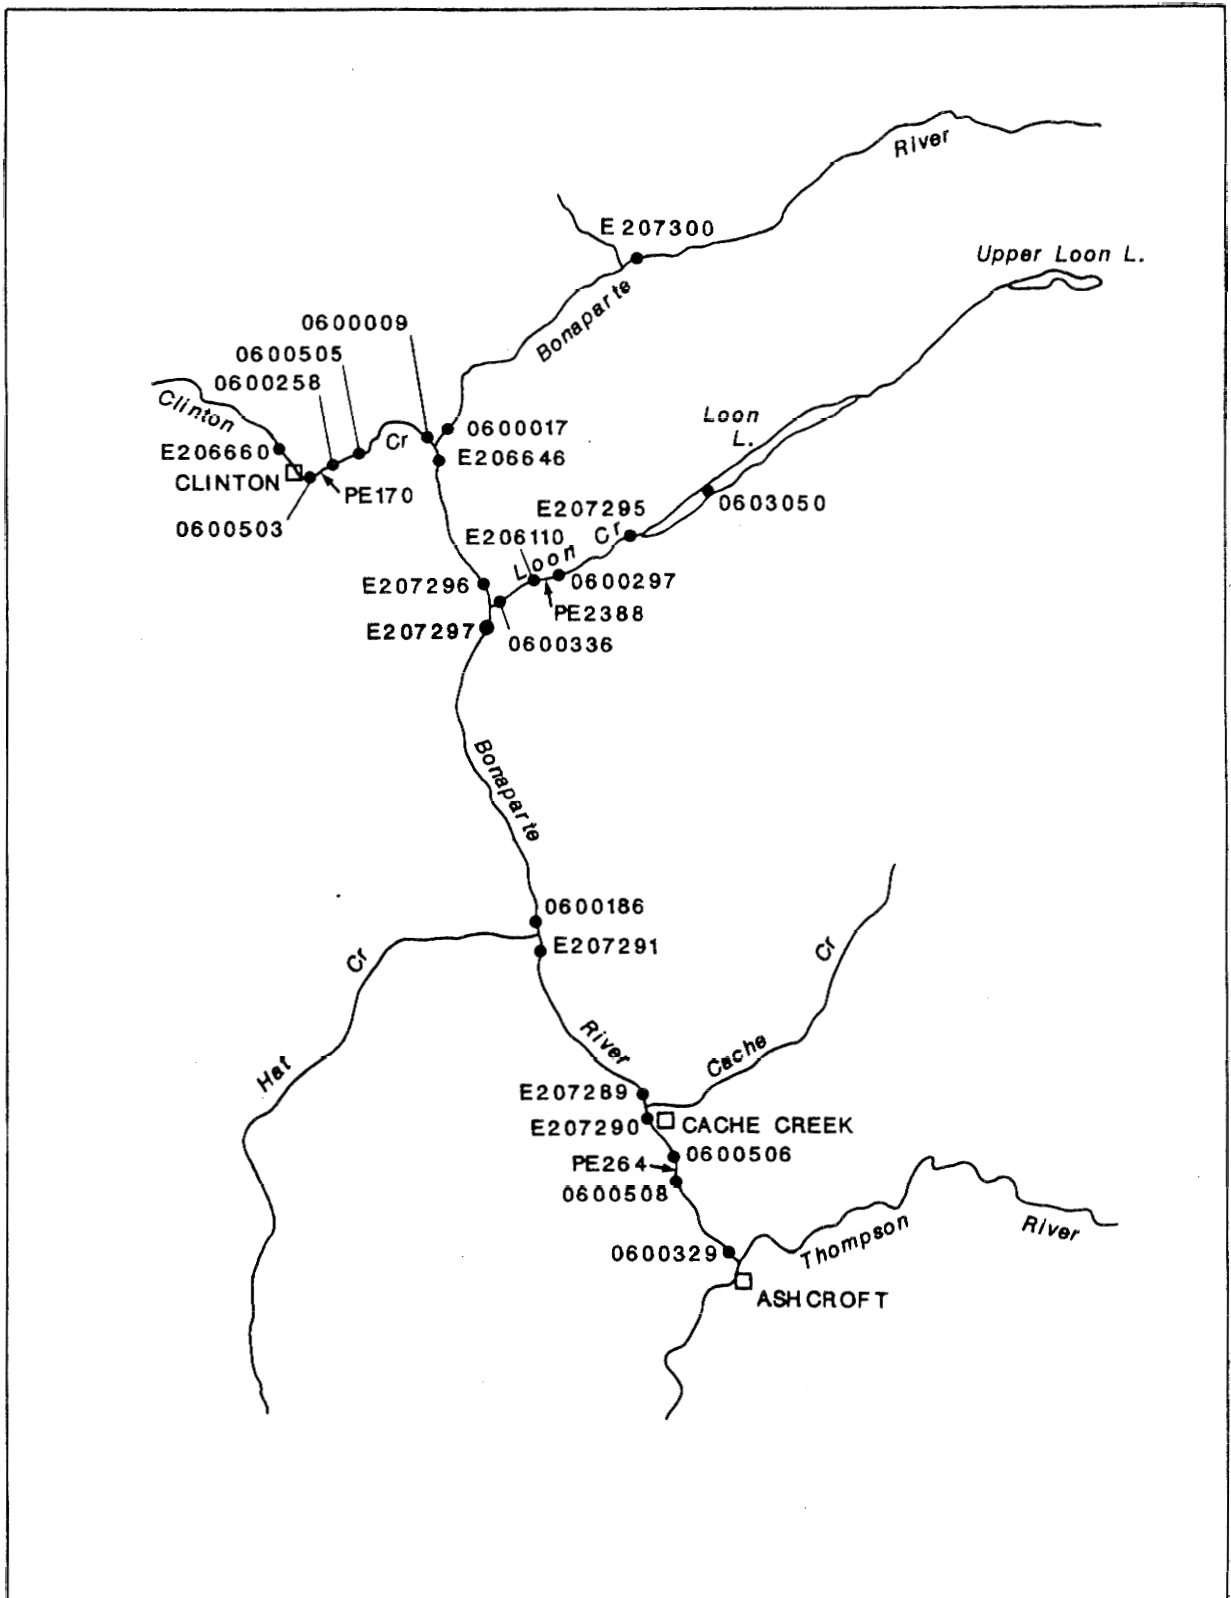 River
E207300
Upper Loon L.
Bonaparte
0600009
0600505
0600258
Clinton
Cr
0600017
Loon
L.
E206660
E206646
CLINTON
PE170
0603050
0600503
E207295
E206110
Loon
Cr
E207296
0600297
PE2388
E207297
0600336
Bonaparte
0600186
E207291
Cr
Cr
River
Hat
Cache
E207289
E207290
CACHE CREEK
0600506
PE264
0600508
Thompson
River
0600329
ASHCROFT